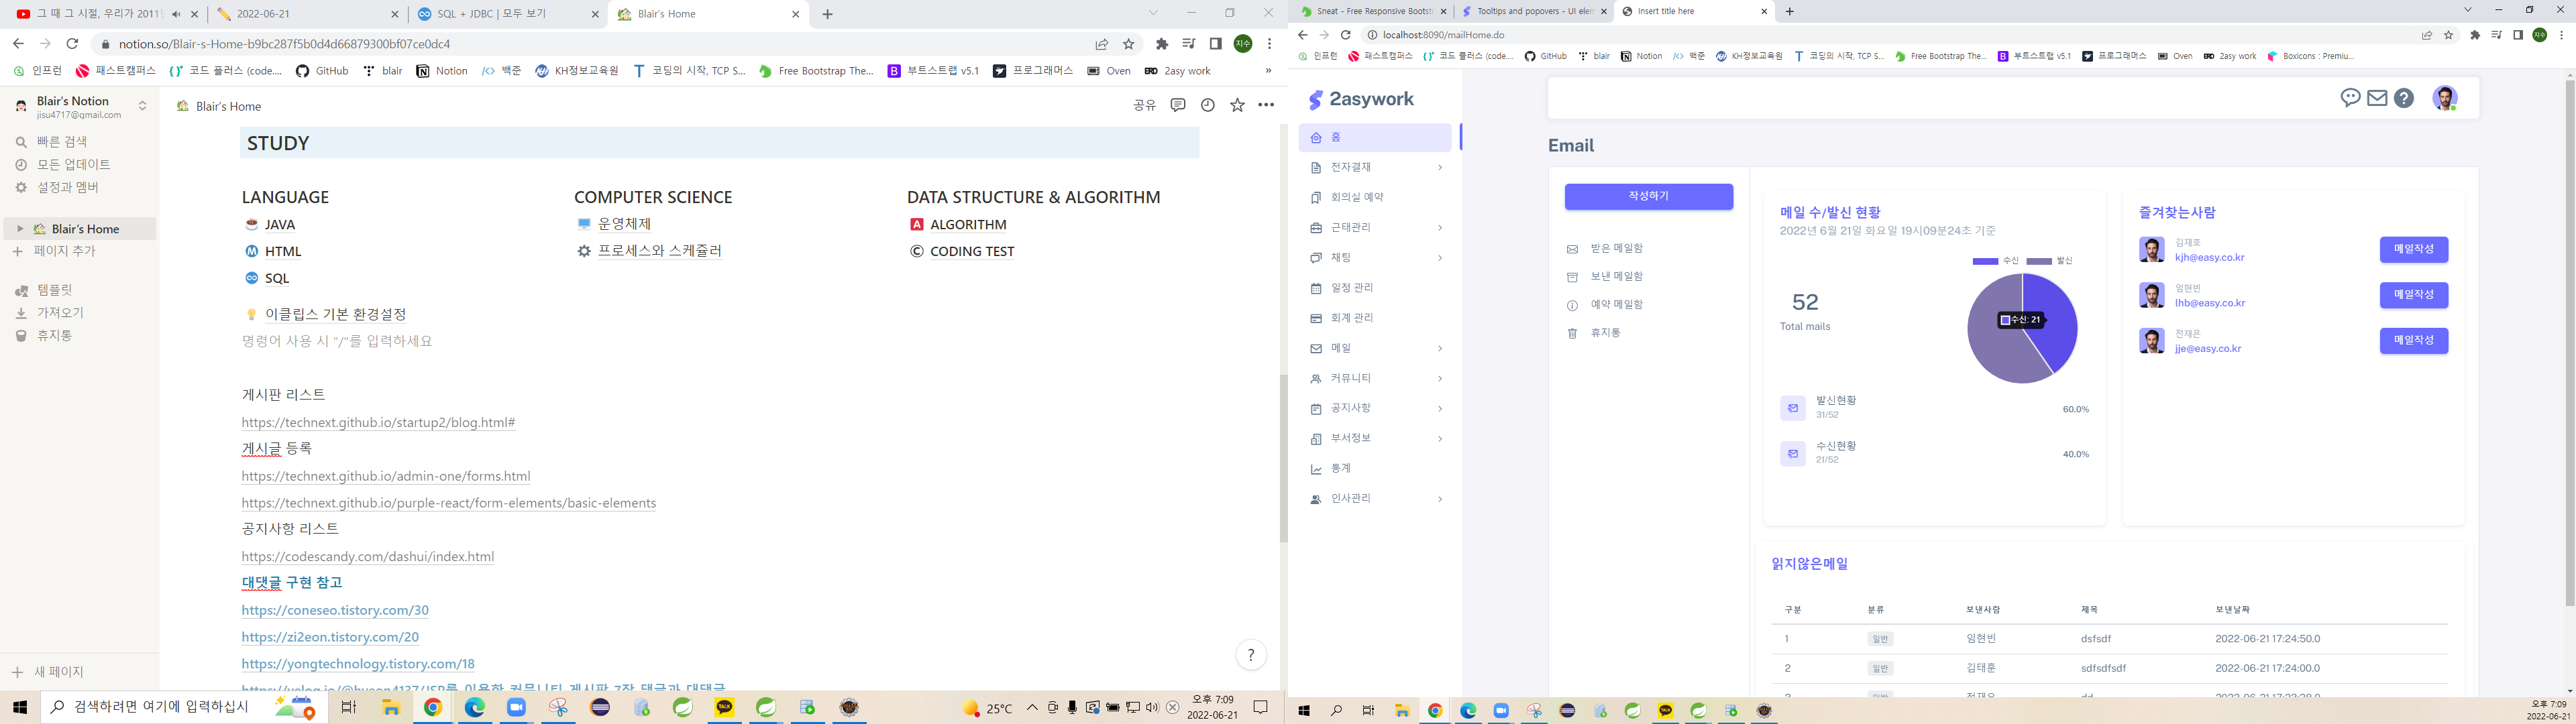 그 때 그 시절, 우리가 2011
2022-06-21
SQL + JDBC | 모두 보기
Blair's Home
notion.so/Blair-s-Home-b9bc287f5b0d4d66879300bf07ce0dc4
지수
인프런
패스트캠퍼스
코드 플러스 (code....
GitHub
blair
Notion
백준
KH정보교육원
코딩의 시작, TCP S...
Free Bootstrap The...
부트스트랩 v5.1
프로그래머스
Oven
2asy work
»
Blair's Notion
jisu4717@gmail.com
빠른 검색
모든 업데이트
설정과 멤버
Blair's Home
페이지 추가
템플릿
가져오기
휴지통
새 페이지
Blair's Home
공유
STUDY
LANGUAGE
JAVA
HTML
SQL
이클립스 기본 환경설정
명령어 사용 시 "/"를 입력하세요
COMPUTER SCIENCE
운영체제
프로세스와 스케쥴러
DATA STRUCTURE & ALGORITHM
ALGORITHM
CODING TEST
게시판 리스트
https://technext.github.io/startup2/blog.html#
게시글 등록
https://technext.github.io/admin-one/forms.html
https://technext.github.io/purple-react/form-elements/basic-elements
공지사항 리스트
https://codescandy.com/dashui/index.html
대댓글 구현 참고
https://coneseo.tistory.com/30
https://zi2eon.tistory.com/20
https://yongtechnology.tistory.com/18
?
검색하려면 여기에 입력하십시
25°C
오후 7:09
2022-06-21
Sneat - Free Responsive Bootst
Tooltips and popovers - UI elem
Insert title here
localhost:8090/mailHome.do
지수
인프런
패스트캠퍼스
코드 플러스 (code....
GitHub
blair
Notion
백준
KH정보교육원
코딩의 시작, TCP S...
Free Bootstrap The...
부트스트랩 v5.1
프로그래머스
Oven
2asy work
Boxicons : Premiu...
2asywork
홈
전자결재
회의실 예약
근태관리
채팅
일정 관리
회계 관리
메일
커뮤니티
공지사항
부서정보
통계
인사관리
Email
작성하기
받은 메일함
보낸 메일함
예약 메일함
휴지통
메일 수/발신 현황
2022년 6월 21일 화요일 19시09분24초 기준
수신
발신
52
Total mails
수신: 21
발신현황
31/52
60.0%
수신현황
21/52
40.0%
즐겨찾는사람
김재호
kjh@easy.co.kr
메일작성
임현빈
lhb@easy.co.kr
메일작성
전재은
jje@easy.co.kr
메일작성
읽지않은메일
구분 분류 보낸사람 제목 보낸날짜
1 일반 임현빈 dsfsdf 2022-06-21 17:24:50.0
2 일반 김태훈 sdfsdfsdf 2022-06-21 17:24:00.0
오후 7:09
2022-06-21